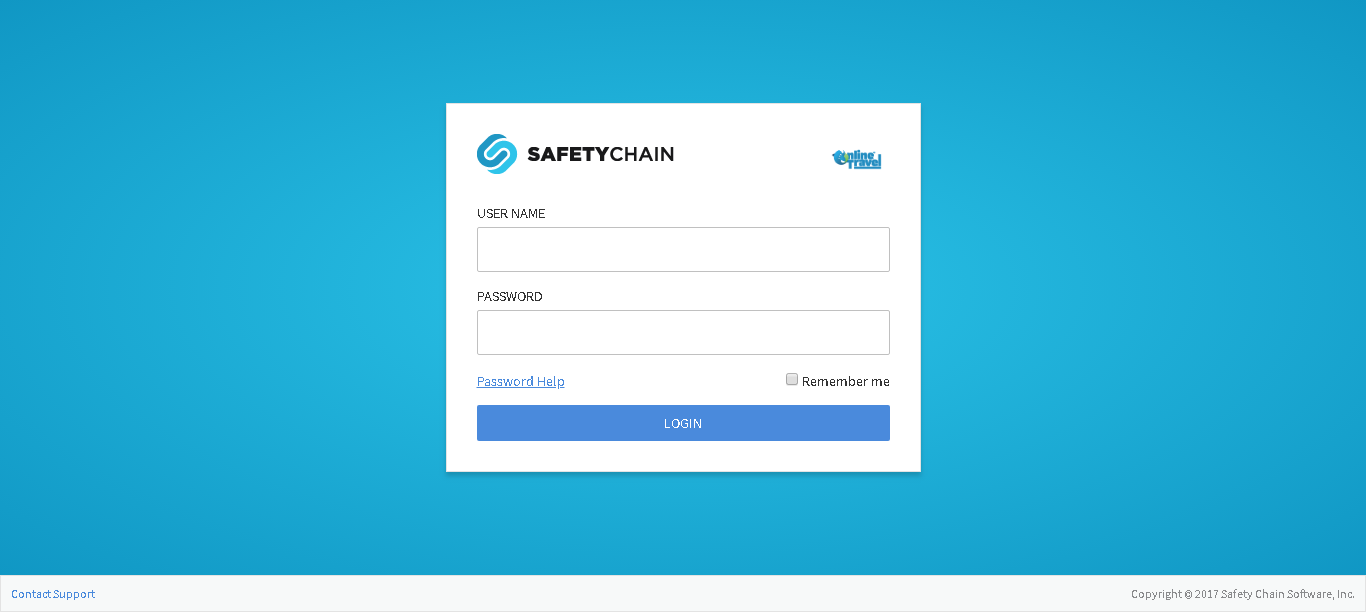 SAFETYCHAIN
Online Travel
USER NAME
PASSWORD
Password Help
Remember me
LOGIN
Contact Support
Copyright © 2017 Safety Chain Software, Inc.